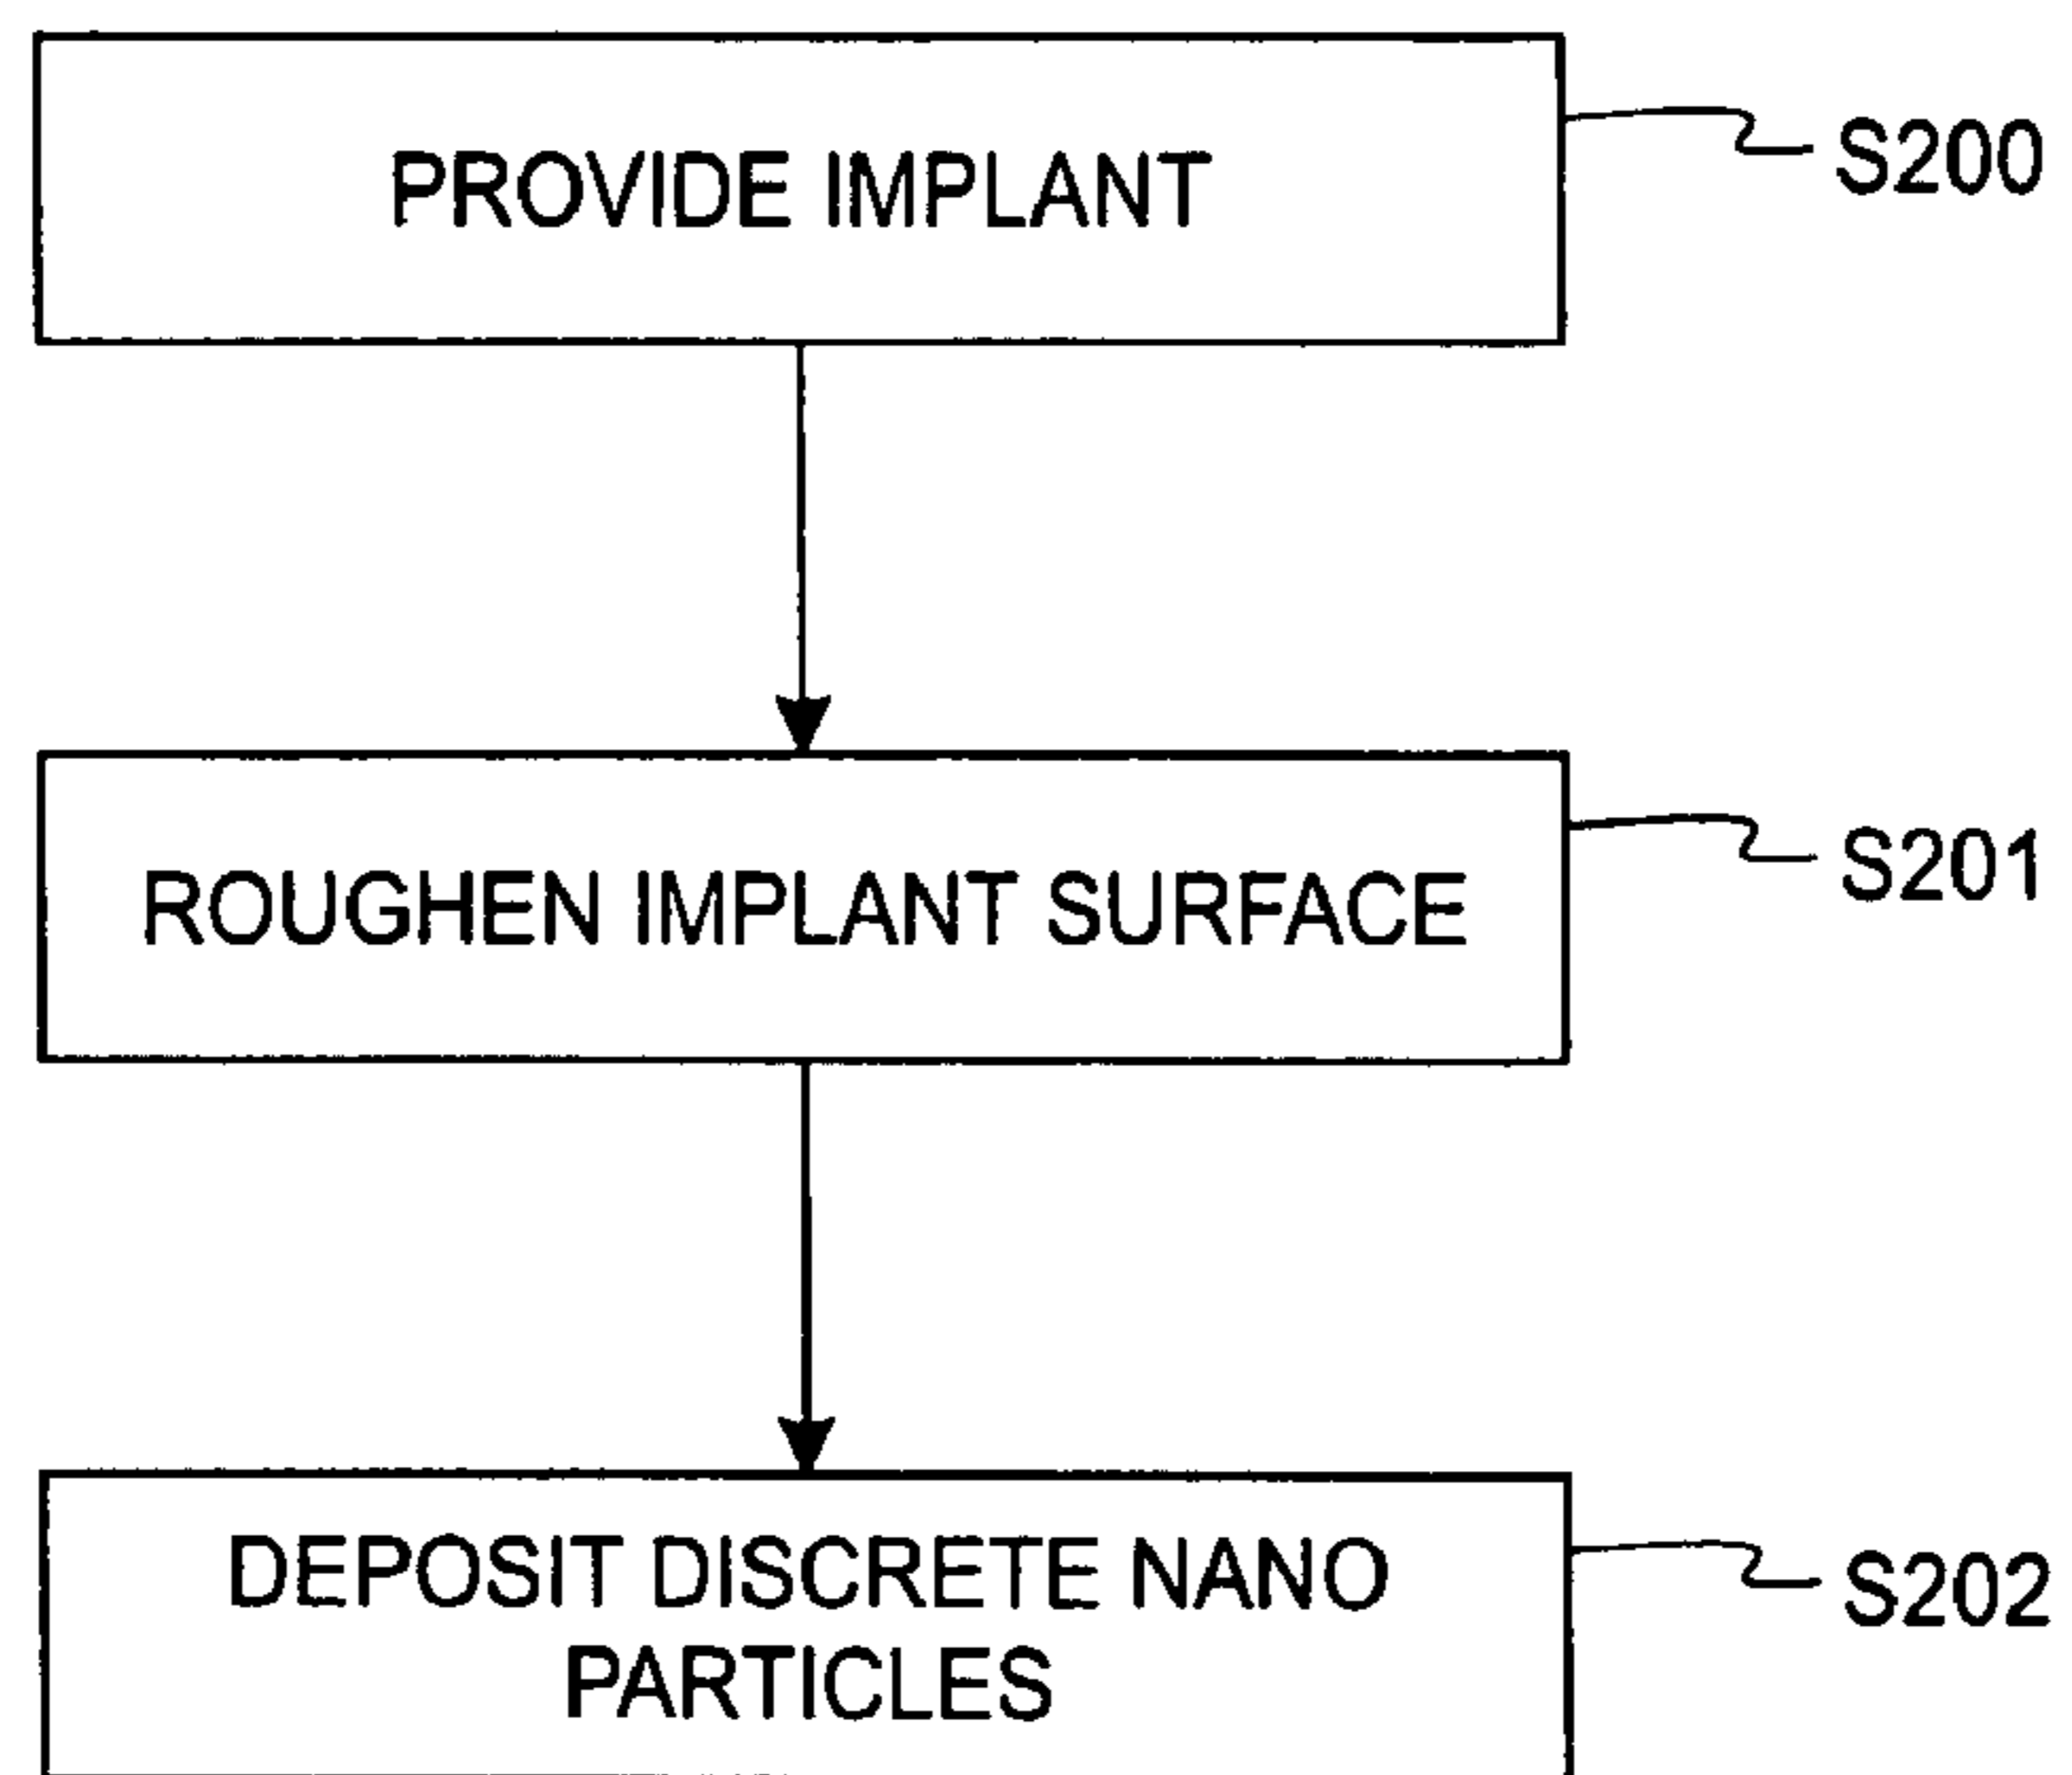 PROVIDE IMPLANT
S200
ROUGHEN IMPLANT SURFACE
S201
DEPOSIT DISCRETE NANO
PARTICLES
S202